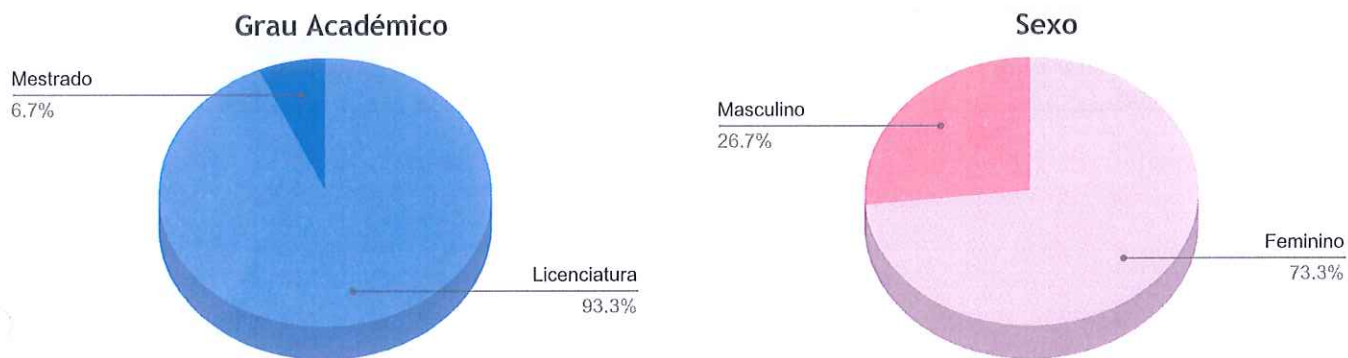 Grau Académico
Mestrado
6.7%
Licenciatura
93.3%
Sexo
Masculino
26.7%
Feminino
73.3%